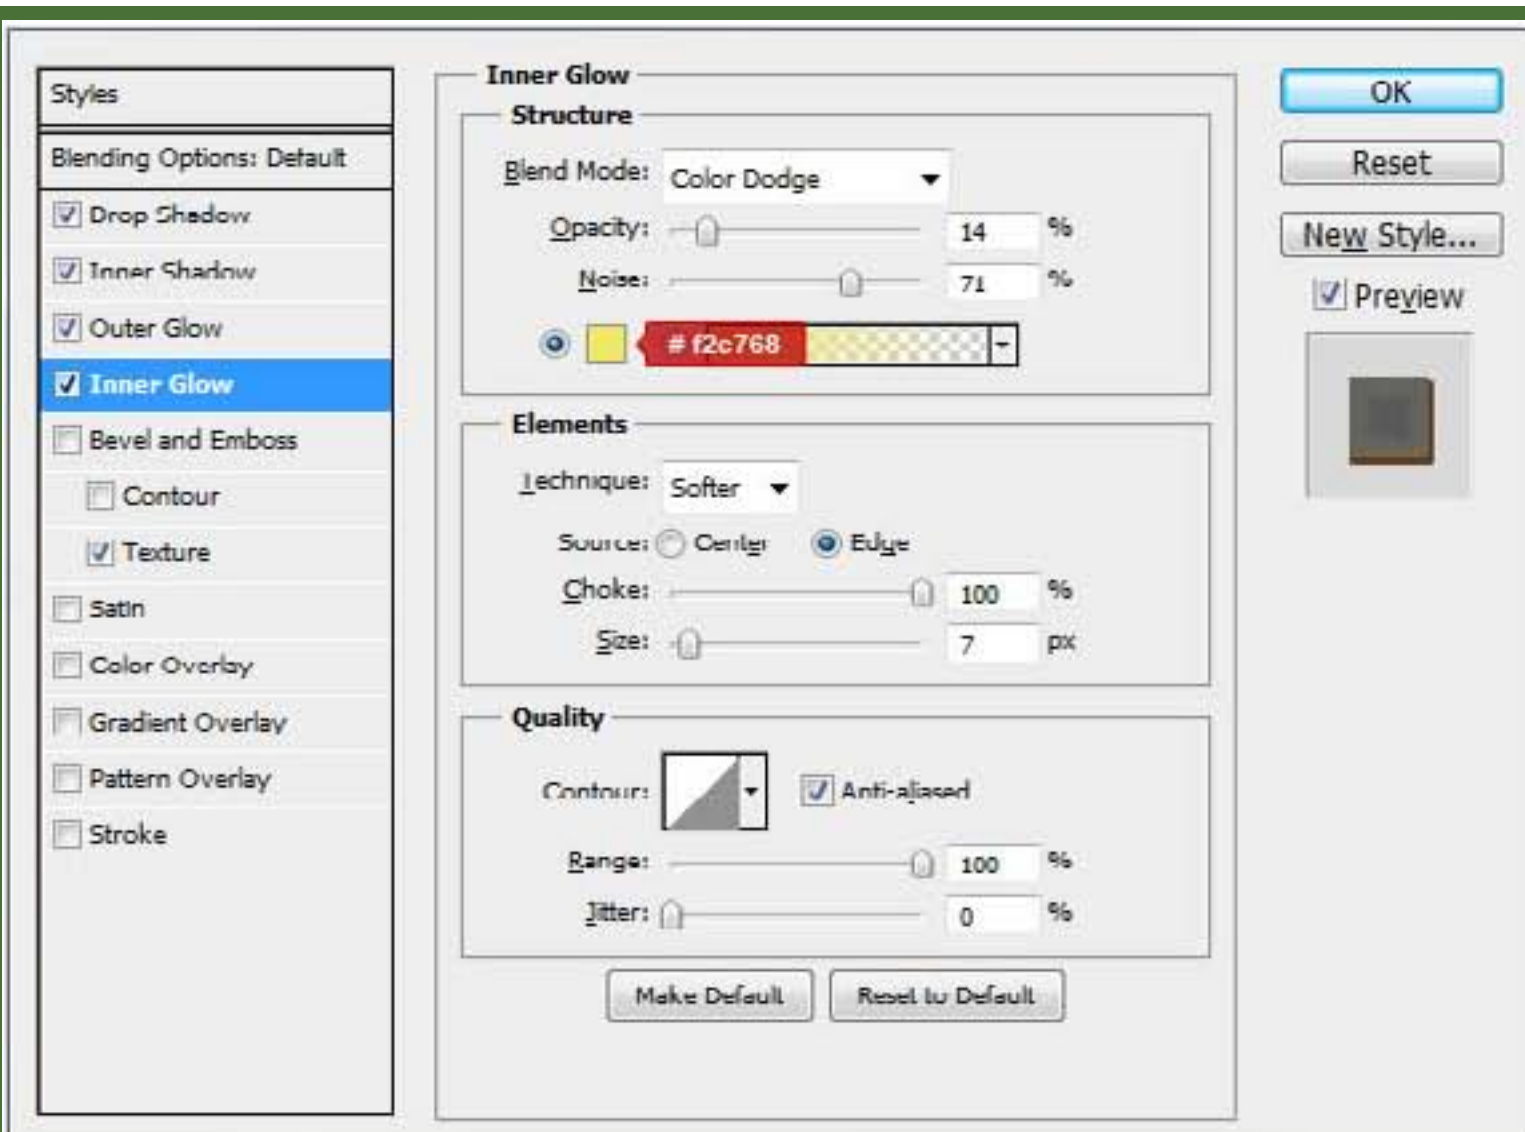 Styles
Blending Options: Default
Drop Shadow
Inner Shadow
Outer Glow
Inner Glow
Bevel and Emboss
Contour
Texture
Satin
Color Overlay
Gradient Overlay
Pattern Overlay
Stroke
Inner Glow
Structure
Blend Mode: Color Dodge
Opacity: 14 %
Noise: 71 %
# f2c768
Elements
Technique: Softer
Source: Center Edge
Choke: 100 %
Size: 7 px
Quality
Contour: Anti-aliased
Range: 100 %
Jitter: 0 %
Make Default Reset to Default
OK
Reset
New Style...
Preview